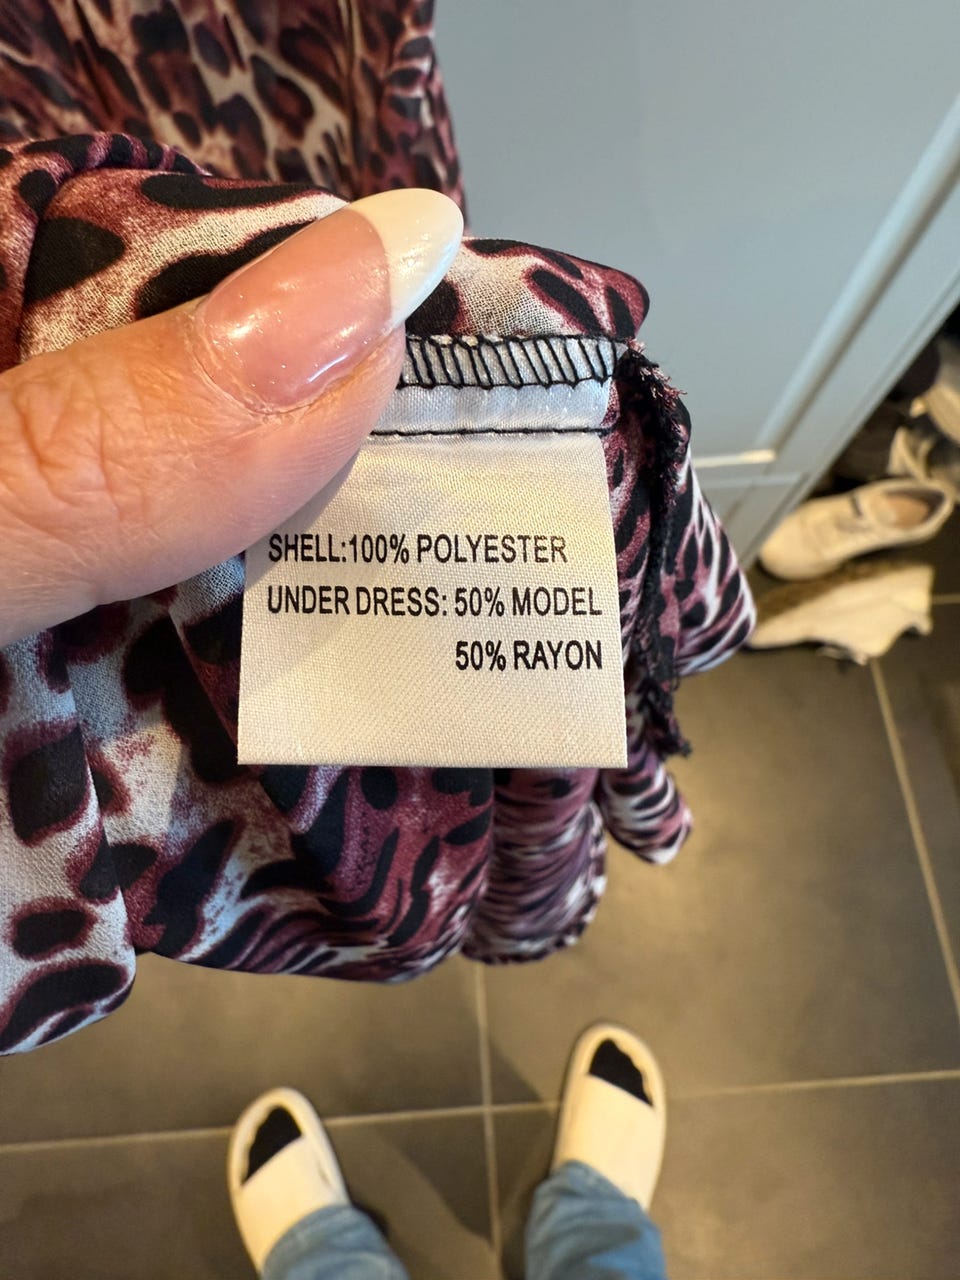 SHELL:100% POLYESTER
UNDER DRESS: 50% MODEL
50% RAYON